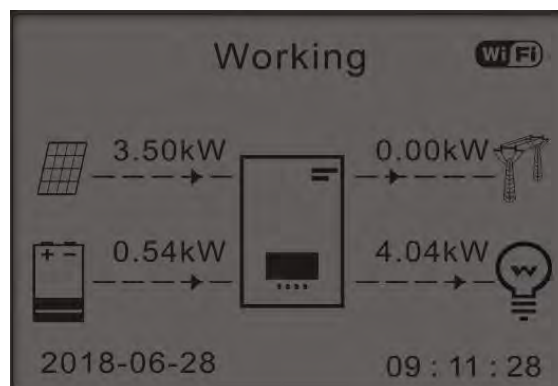 Working
WiFi
3.50kW
0.00kW
+ -
0.54kW
4.04kW
2018-06-28
09 : 11 : 28